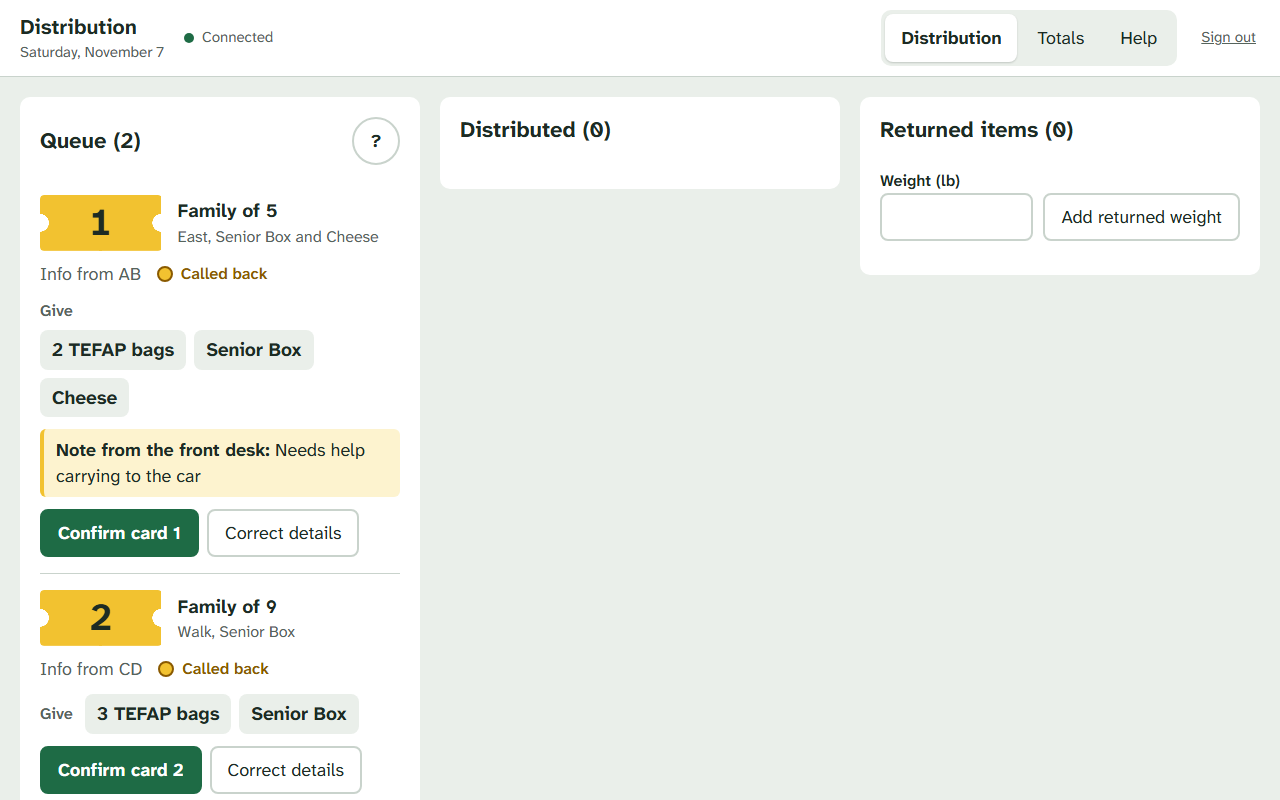 Distribution
Saturday, November 7
Connected
Distribution
Totals
Help
Sign out
Queue (2)
?
1
Family of 5
East, Senior Box and Cheese
Info from AB
Called back
Give
2 TEFAP bags
Senior Box
Cheese
Note from the front desk: Needs help
carrying to the car
Confirm card 1
Correct details
2
Family of 9
Walk, Senior Box
Info from CD
Called back
Give
3 TEFAP bags
Senior Box
Confirm card 2
Correct details
Distributed (0)
Returned items (0)
Weight (lb)
Add returned weight